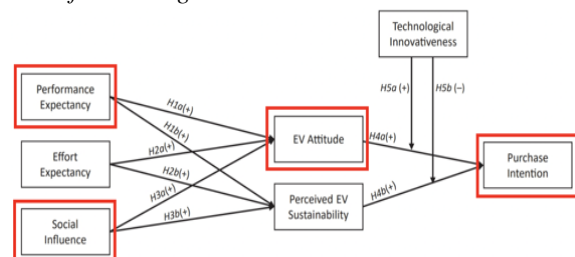 Technological
Innovativeness
Performance
Expectancy
H1a(+)
H5a (+)
H5b (–)
H1b(+)
EV Attitude
H4a(+)
Effort
Expectancy
H2a(+)
H2b(+)
Purchase
Intention
H3a(+)
Perceived EV
Sustainability
H4b(+)
Social
Influence
H3b(+)